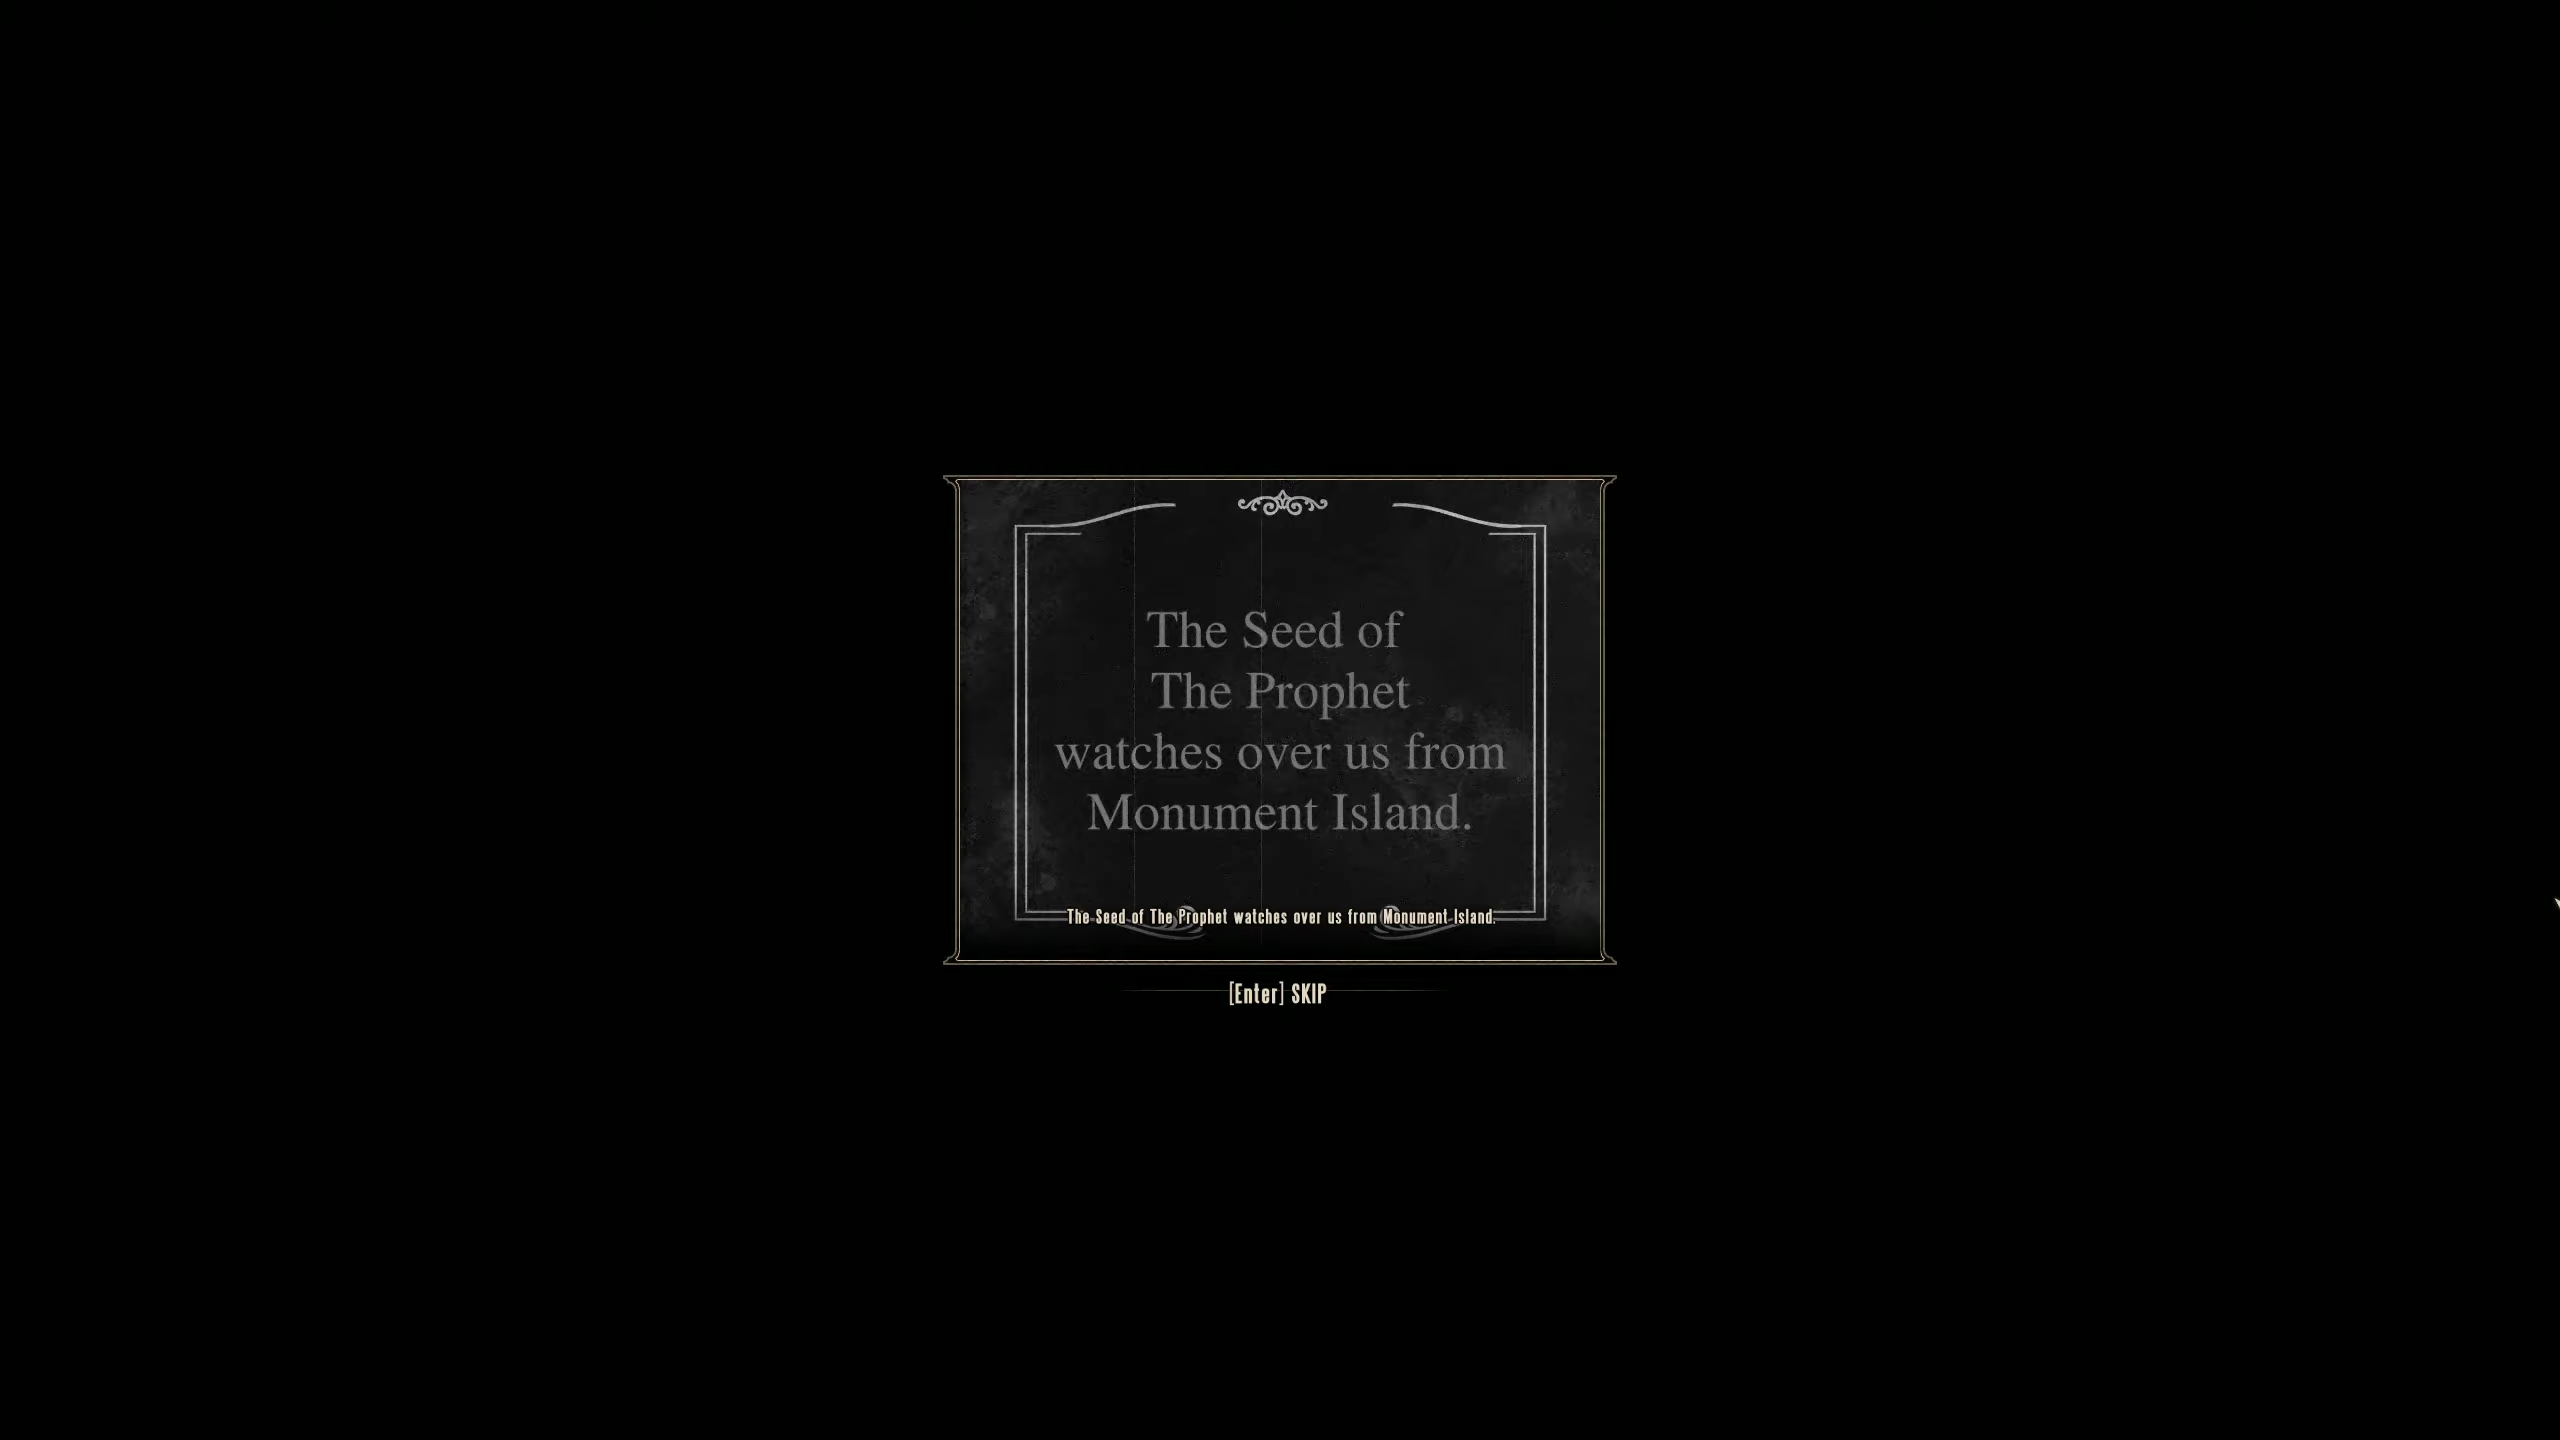 The Seed of
The Prophet
watches over us from
Monument Island.
The Seed of The Prophet watches over us from Monument Island.
[Enter] SKIP